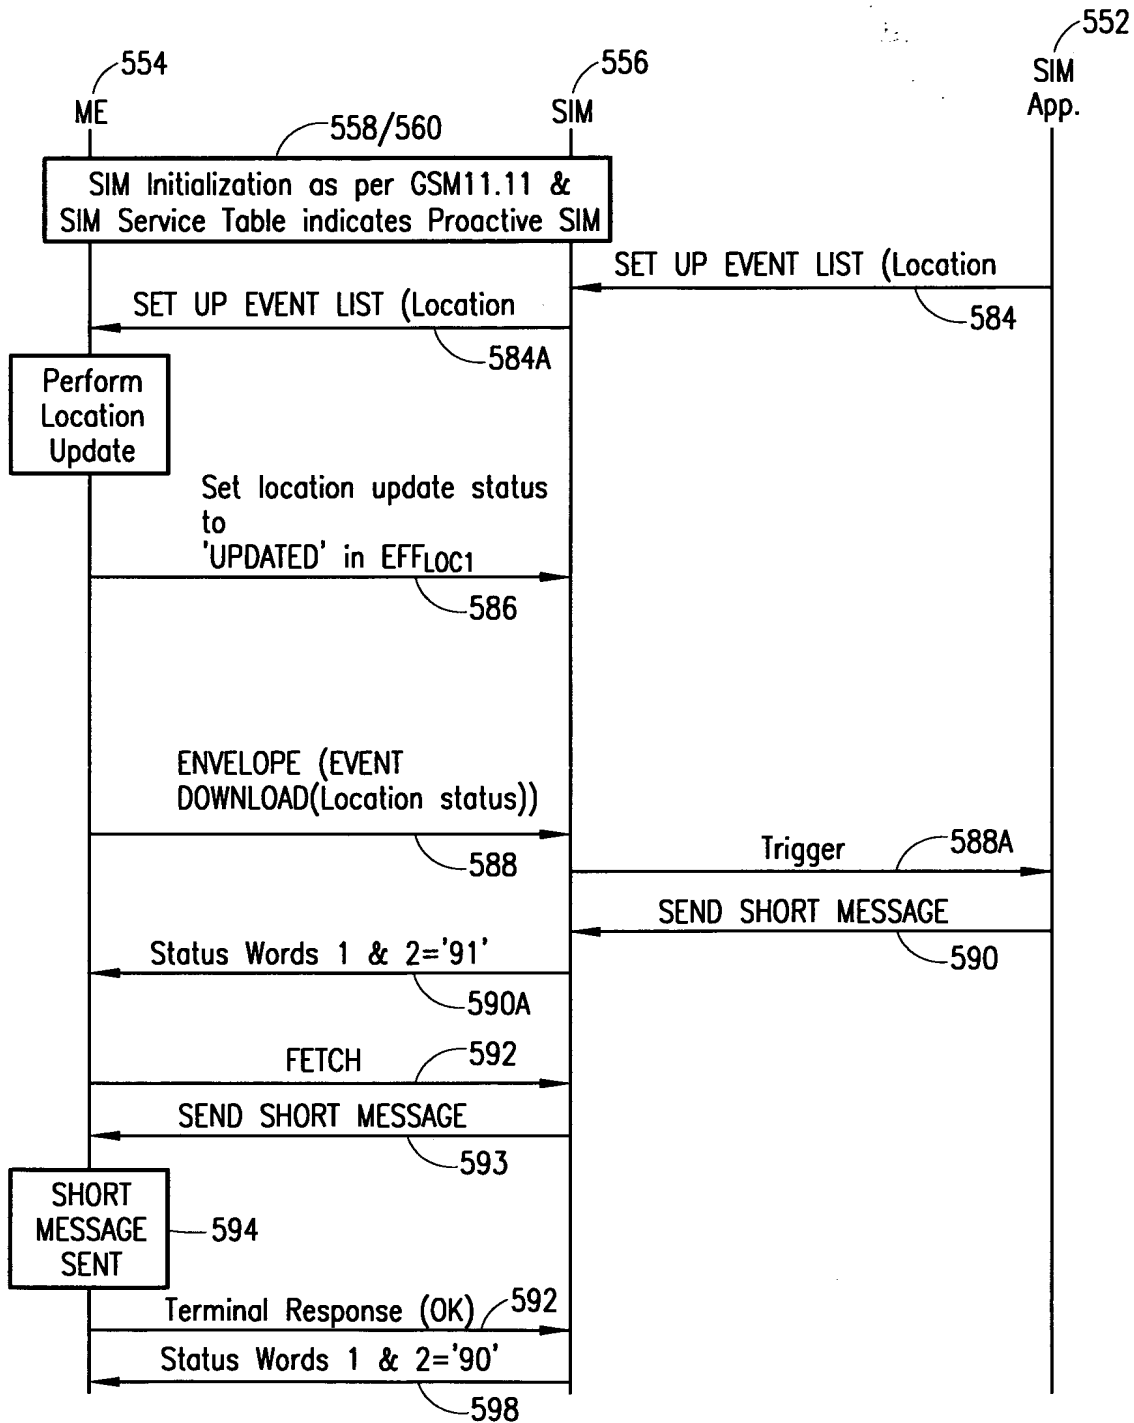 552
SIM
App.
554
ME
556
SIM
558/560
SIM Initialization as per GSM11.11 &
SIM Service Table indicates Proactive SIM
SET UP EVENT LIST (Location
584
SET UP EVENT LIST (Location
584A
Perform
Location
Update
Set location update status
to
'UPDATED' in EFFLOC1
586
ENVELOPE (EVENT
DOWNLOAD(Location status))
588
Trigger
588A
SEND SHORT MESSAGE
590
Status Words 1 & 2='91'
590A
FETCH
592
SEND SHORT MESSAGE
593
SHORT
MESSAGE
SENT
594
Terminal Response (OK)
592
Status Words 1 & 2='90'
598